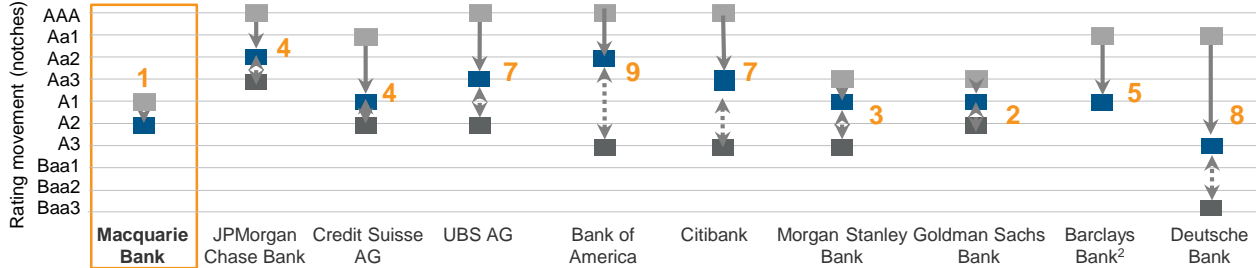 Rating movement (notches)
AAA
Aa1
Aa2
Aa3
A1
A2
A3
Baa1
Baa2
Baa3
1
4
4
7
9
7
3
2
5
8
Macquarie
Bank
JPMorgan
Chase Bank
Credit Suisse
AG
UBS AG
Bank of
America
Citibank
Morgan Stanley
Bank
Goldman Sachs
Bank
Barclays
Bank²
Deutsche
Bank